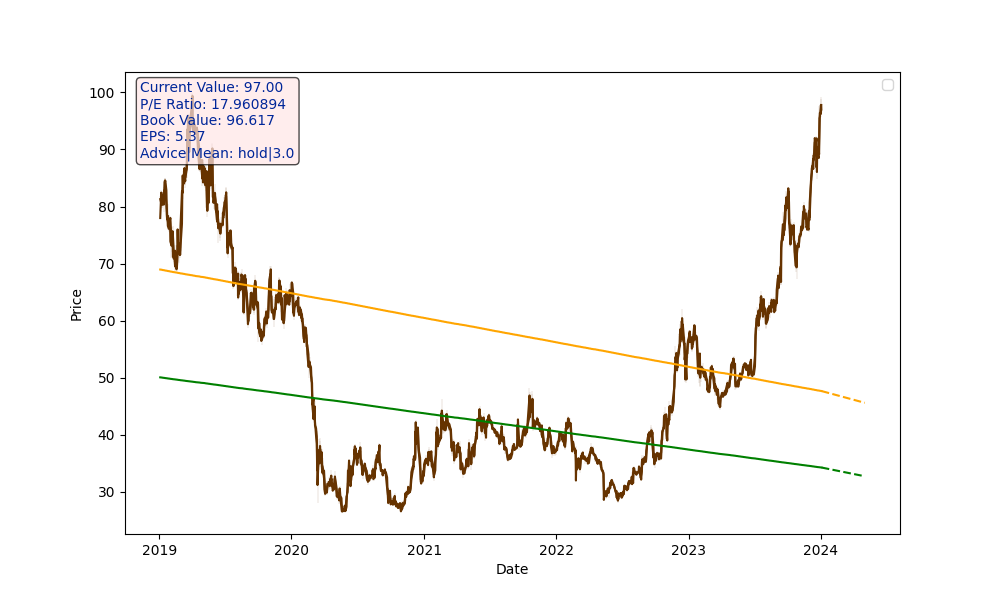 Current Value: 97.00
P/E Ratio: 17.960894
Book Value: 96.617
EPS: 5.37
Advice|Mean: hold|3.0
100
90
80
70
60
50
40
30
Price
2019 2020 2021 2022 2023 2024
Date